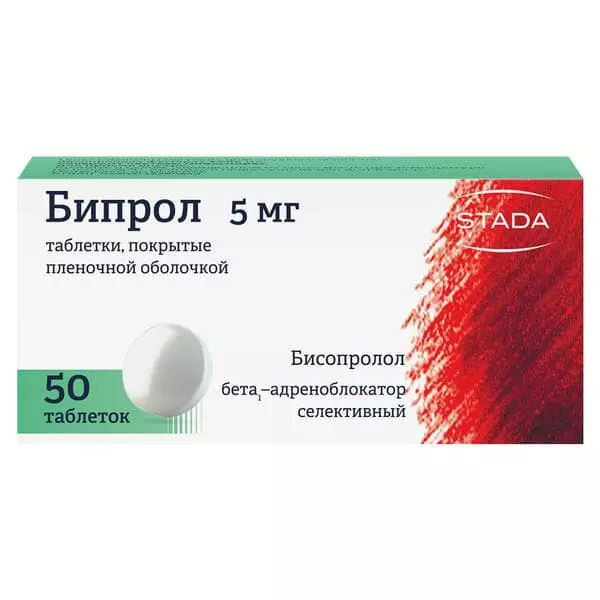 Бипрол 5 мг
таблетки, покрытые
пленочной оболочкой
STADA
Бисопролол
бета₁–адреноблокатор
селективный
50
таблеток